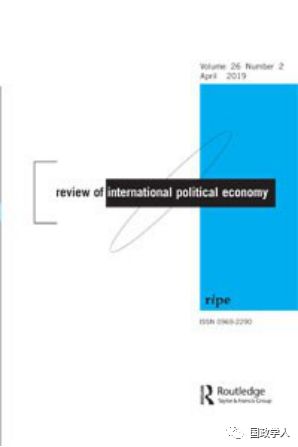 Volume 26 Number 2
April 2019
review of international political economy
ripe
ISSN 0969-2290
Routledge
Taylor & Francis Group
国政学人